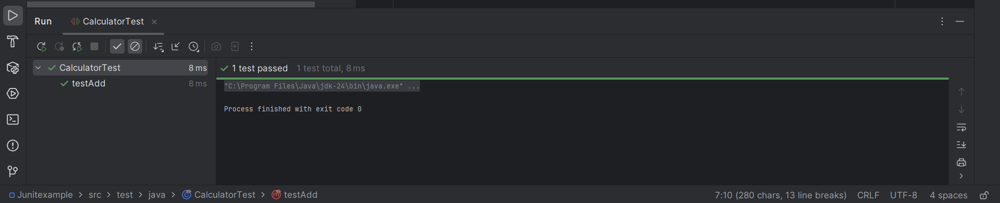 Run CalculatorTest
CalculatorTest 8 ms
testAdd 8 ms
1 test passed 1 test total, 8 ms
"C:\Program Files\Java\jdk-24\bin\java.exe" ...
Process finished with exit code 0
Junitexample > src > test > java > CalculatorTest > testAdd
7:10 (280 chars, 13 line breaks) CRLF UTF-8 4 spaces